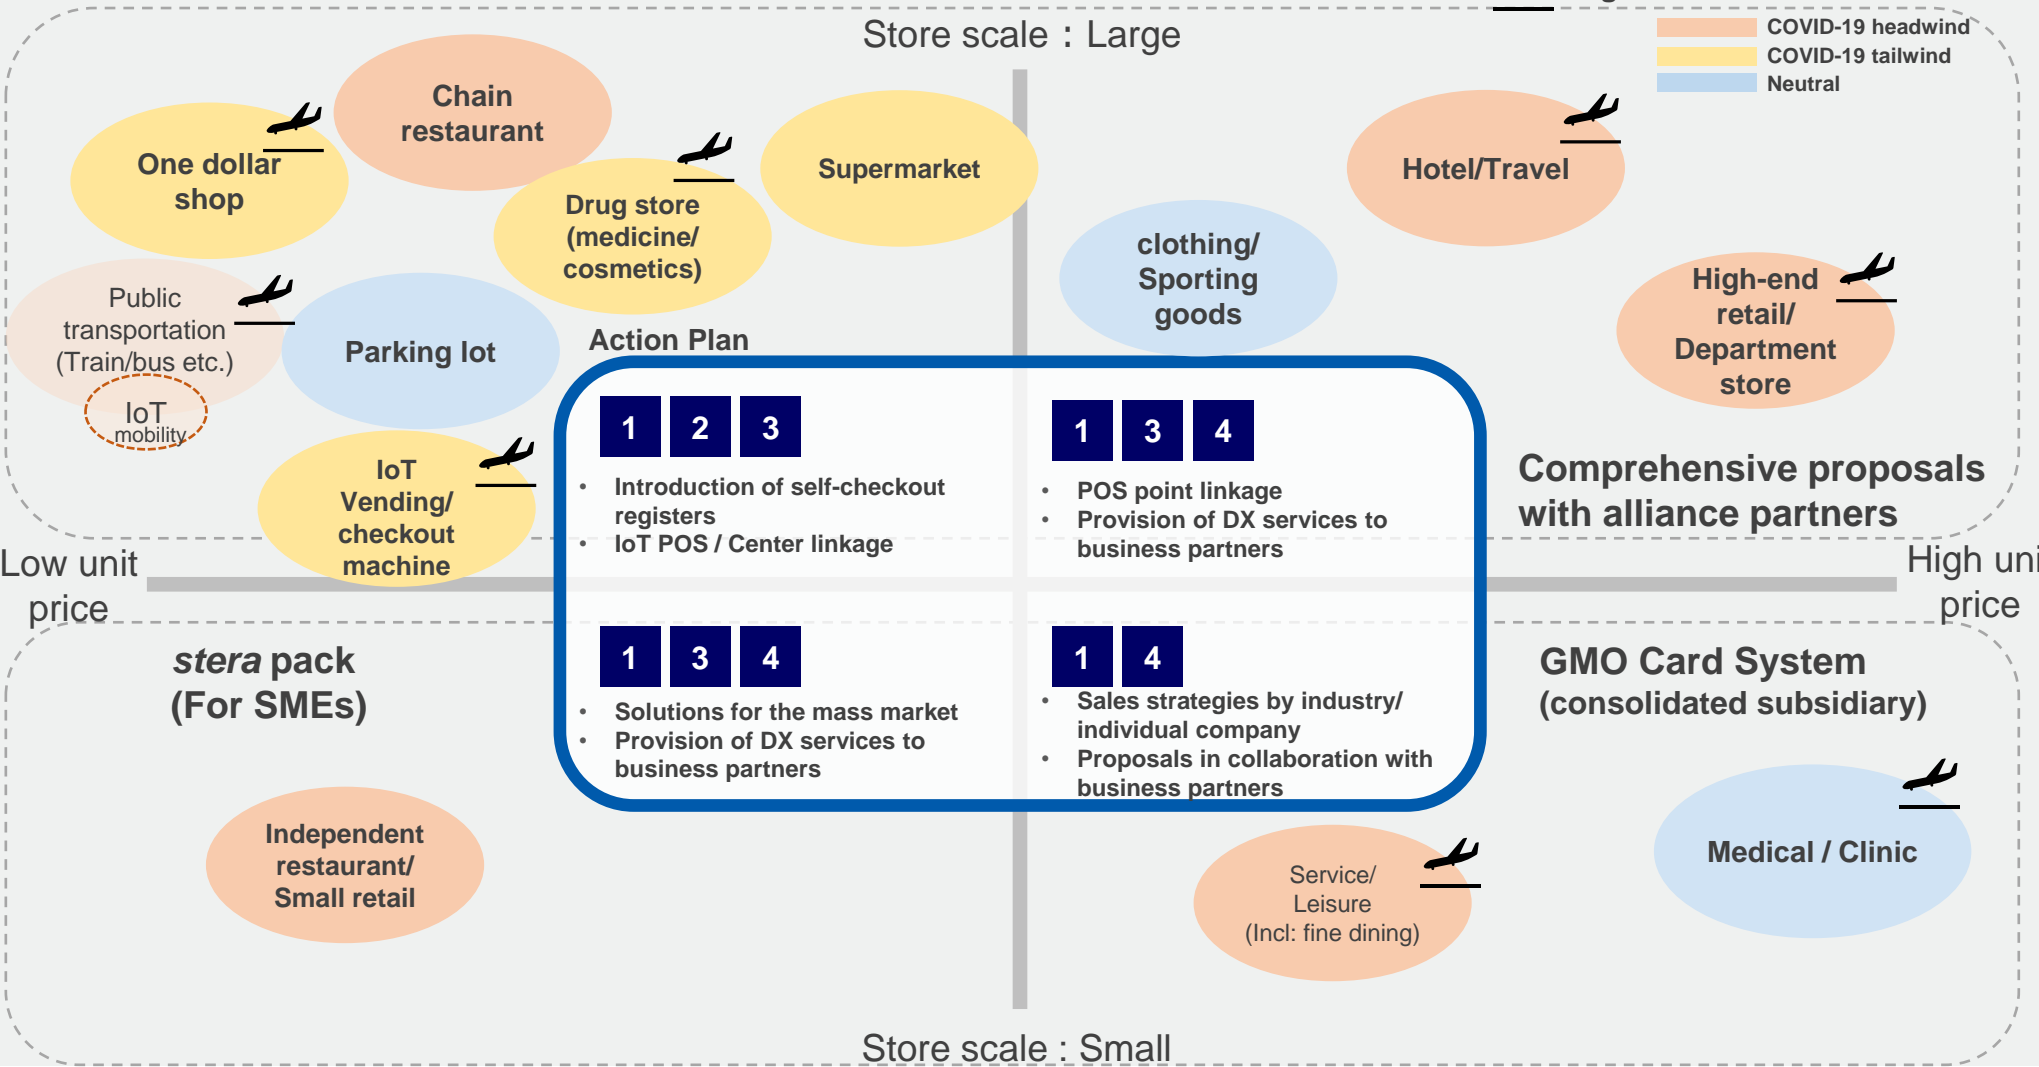 Store scale : Large
COVID-19 headwind
COVID-19 tailwind
Neutral
Chain
restaurant
One dollar
shop
Drug store
(medicine/
cosmetics)
Supermarket
Hotel/Travel
clothing/
Sporting
goods
High-end
retail/
Department
store
Public
transportation
(Train/bus etc.)
IoT
mobility
Parking lot
IoT
Vending/
checkout
machine
Action Plan
1 2 3
• Introduction of self-checkout
registers
• IoT POS / Center linkage
1 3 4
• POS point linkage
• Provision of DX services to
business partners
Comprehensive proposals
with alliance partners
Low unit
price
High uni
price
stera pack
(For SMEs)
1 3 4
• Solutions for the mass market
• Provision of DX services to
business partners
1 4
• Sales strategies by industry/
individual company
• Proposals in collaboration with
business partners
GMO Card System
(consolidated subsidiary)
Independent
restaurant/
Small retail
Service/
Leisure
(Incl: fine dining)
Medical / Clinic
Store scale : Small